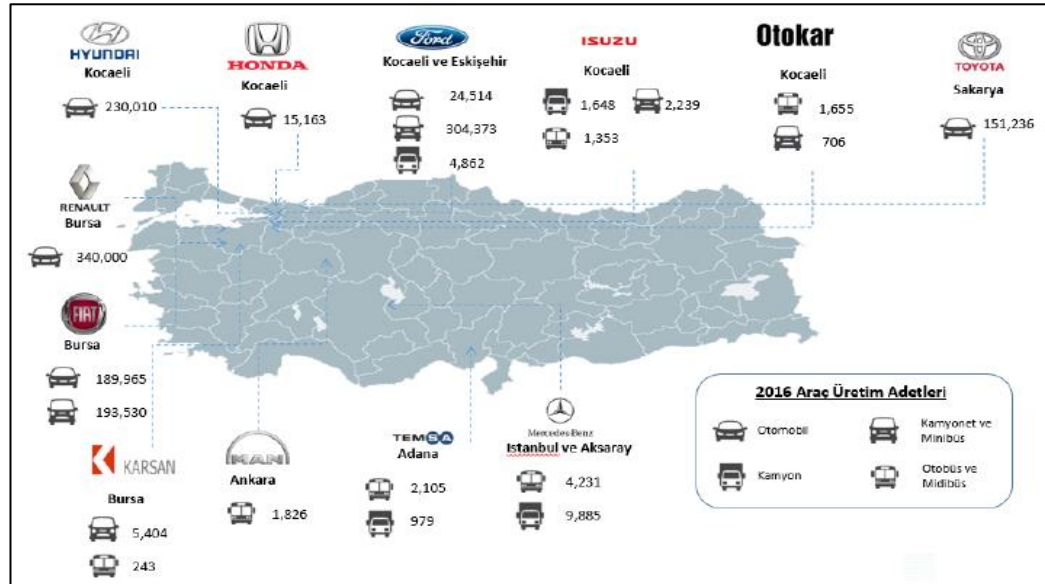 HYUNDAI
Kocaeli
230,010
HONDA
Kocaeli
15,163
Ford
Kocaeli ve Eskişehir
24,514
304,373
4,862
ISUZU
Kocaeli
1,648
2,239
1,353
Otokar
Kocaeli
1,655
706
TOYOTA
Sakarya
151,236
RENAULT
Bursa
340,000
FIAT
Bursa
189,965
193,530
KARSAN
Bursa
5,404
243
MAN
Ankara
1,826
TEMSA
Adana
2,105
979
Mercedes-Benz
Istanbul ve Aksaray
4,231
9,885
2016 Araç Üretim Adetleri
Otomobil
Kamyonet ve
Minibüs
Kamyon
Otobüs ve
Midibüs